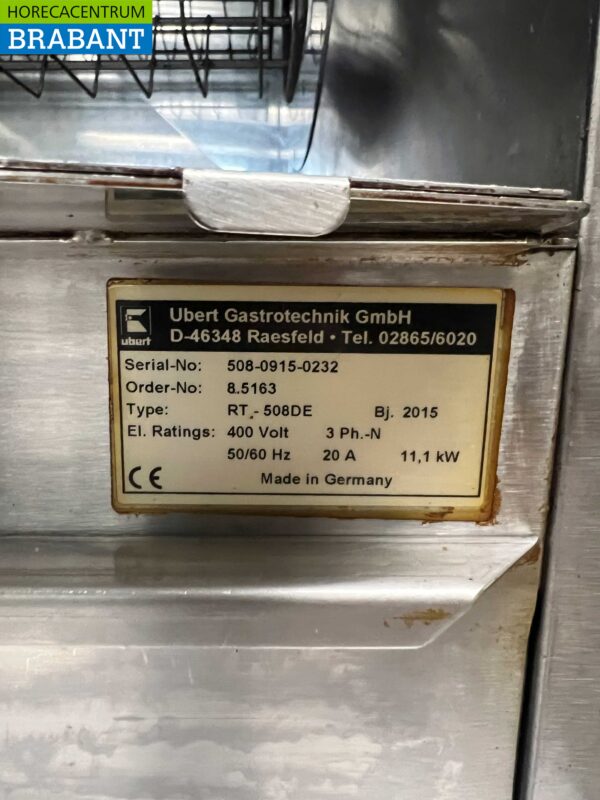 HORECACENTRUM
BRABANT
ubert
Ubert Gastrotechnik GmbH
D-46348 Raesfeld • Tel. 02865/6020
Serial-No: 508-0915-0232
Order-No: 8.5163
Type: RT - 508DE Bj. 2015
El. Ratings: 400 Volt 3 Ph.-N
50/60 Hz 20 A 11,1 kW
CE Made in Germany